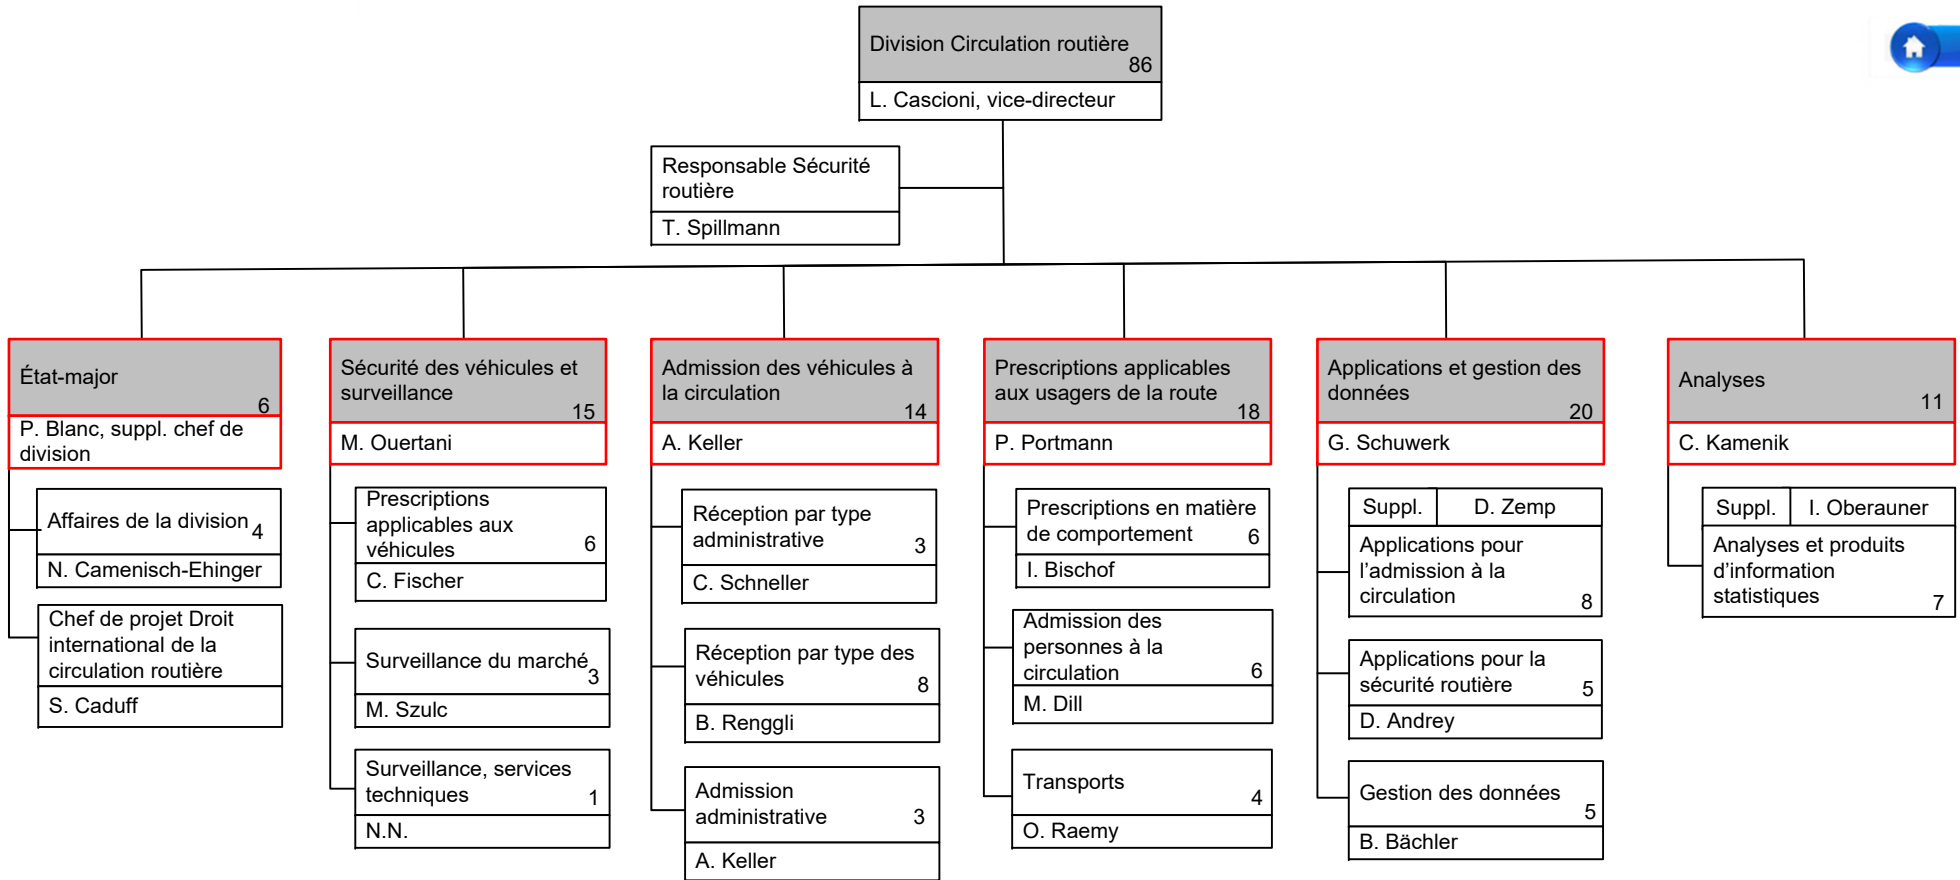 Division Circulation routière
86
L. Cascioni, vice-directeur
Responsable Sécurité
routière
T. Spillmann
État-major
6
P. Blanc, suppl. chef de
division
Affaires de la division
4
N. Camenisch-Ehinger
Chef de projet Droit
international de la
circulation routière
S. Caduff
Sécurité des véhicules et
surveillance
15
M. Ouertani
Prescriptions
applicables aux
véhicules
6
C. Fischer
Surveillance du marché
3
M. Szulc
Surveillance, services
techniques
1
N.N.
Admission des véhicules à
la circulation
14
A. Keller
Réception par type
administrative
3
C. Schneller
Réception par type des
véhicules
8
B. Renggli
Admission
administrative
3
A. Keller
Prescriptions applicables
aux usagers de la route
18
P. Portmann
Prescriptions en matière
de comportement
6
I. Bischof
Admission des
personnes à la
circulation
6
M. Dill
Transports
4
O. Raemy
Applications et gestion des
données
20
G. Schuwerk
Suppl.
D. Zemp
Applications pour
l’admission à la
circulation
8
Applications pour la
sécurité routière
5
D. Andrey
Gestion des données
5
B. Bächler
Analyses
11
C. Kamenik
Suppl.
I. Oberauner
Analyses et produits
d’information
statistiques
7